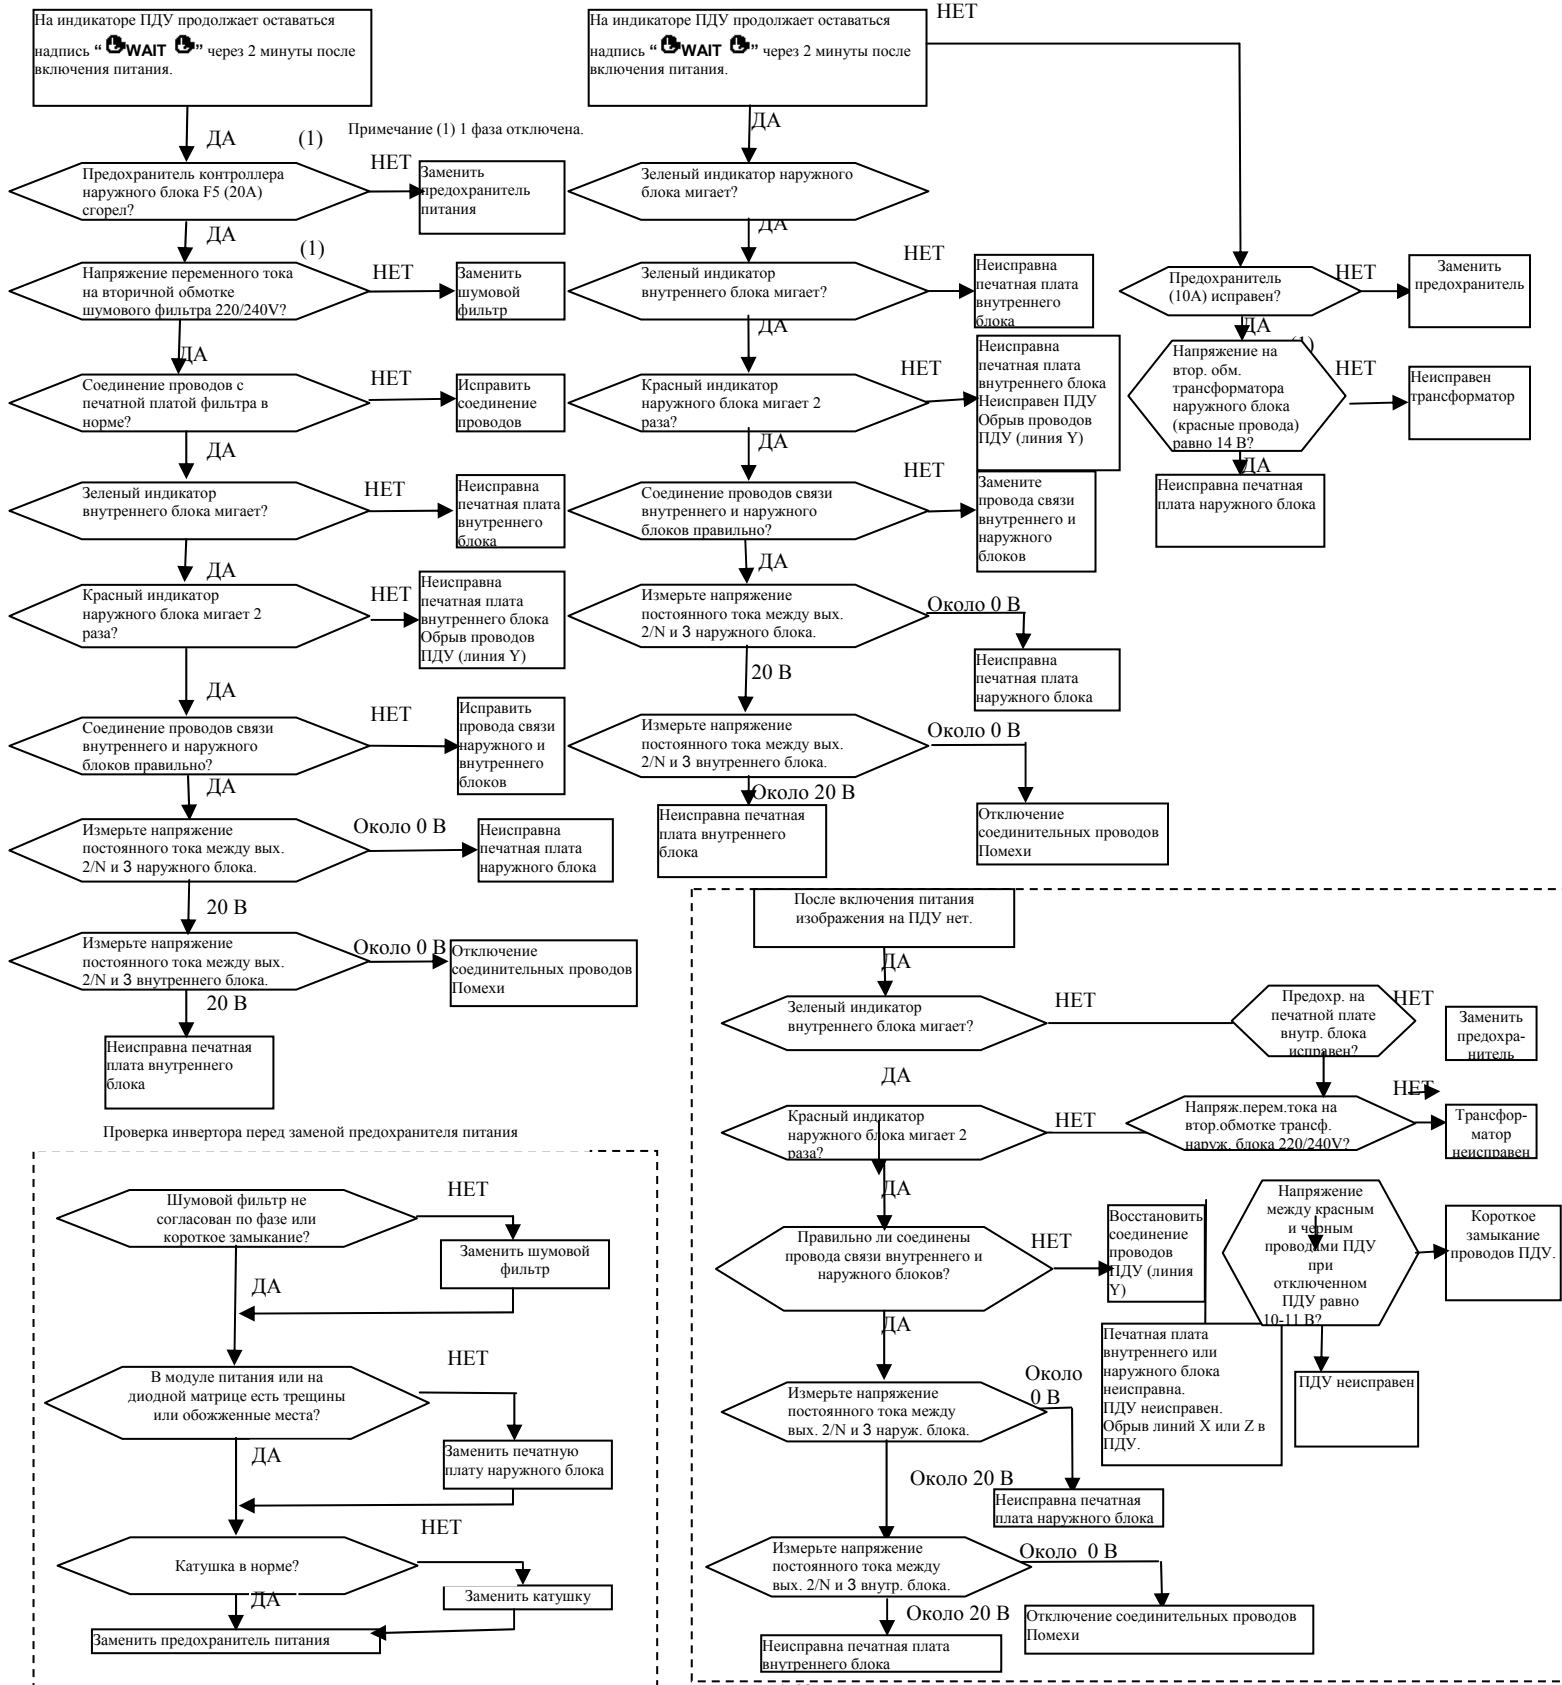 На индикаторе ПДУ продолжает оставаться
надпись “ WAIT ” через 2 минуты после
включения питания.
ДА
(1)
Примечание (1) 1 фаза отключена.
Предохранитель контроллера
наружного блока F5 (20А)
сгорел?
НЕТ
Заменить
предохранитель
питания
ДА
(1)
Напряжение переменного тока
на вторичной обмотке
шумового фильтра 220/240V?
НЕТ
Заменить
шумовой
фильтр
ДА
Соединение проводов с
печатной платой фильтра в
норме?
НЕТ
Исправить
соединение
проводов
ДА
Зеленый индикатор
внутреннего блока мигает?
НЕТ
Неисправна
печатная плата
внутреннего
блока
ДА
Красный индикатор
наружного блока мигает 2
раза?
НЕТ
Неисправна
печатная плата
внутреннего блока
Обрыв проводов
ПДУ (линия Y)
ДА
Соединение проводов связи
внутреннего и наружного
блоков правильно?
НЕТ
Исправить
провода связи
наружного и
внутреннего
блоков
ДА
Измерьте напряжение
постоянного тока между вых.
2/N и 3 наружного блока.
Около 0 В
Неисправна
печатная плата
наружного блока
20 В
Измерьте напряжение
постоянного тока между вых.
2/N и 3 внутреннего блока.
Около 0 В
Отключение
соединительных проводов
Помехи
20 В
Неисправна печатная
плата внутреннего
блока
На индикаторе ПДУ продолжает оставаться
надпись “ WAIT ” через 2 минуты после
включения питания.
НЕТ
ДА
Зеленый индикатор наружного
блока мигает?
ДА
Зеленый индикатор
внутреннего блока мигает?
НЕТ
Неисправна
печатная плата
внутреннего
блока
ДА
Красный индикатор
наружного блока мигает 2
раза?
НЕТ
Неисправна
печатная плата
внутреннего блока
Неисправен ПДУ
Обрыв проводов
ПДУ (линия Y)
ДА
Соединение проводов связи
внутреннего и наружного
блоков правильно?
НЕТ
Замените
провода связи
внутреннего и
наружного
блоков
ДА
Измерьте напряжение
постоянного тока между вых.
2/N и 3 наружного блока.
Около 0 В
Неисправна
печатная плата
наружного блока
20 В
Измерьте напряжение
постоянного тока между вых.
2/N и 3 внутреннего блока.
Около 0 В
Отключение
соединительных проводов
Помехи
Около 20 В
Неисправна печатная
плата внутреннего
блока
Предохранитель
(10А) исправен?
НЕТ
Заменить
предохранитель
ДА
Напряжение на
втор. обм.
трансформатора
наружного блока
(красные провода)
равно 14 В?
НЕТ
Неисправен
трансформатор
ДА
Неисправна печатная
плата наружного блока
Проверка инвертора перед заменой предохранителя питания
Шумовой фильтр не
согласован по фазе или
короткое замыкание?
НЕТ
Заменить шумовой
фильтр
ДА
В модуле питания или на
диодной матрице есть трещины
или обожженные места?
НЕТ
Заменить печатную
плату наружного блока
ДА
Катушка в норме?
НЕТ
Заменить катушку
ДА
Заменить предохранитель питания
После включения питания
изображения на ПДУ нет.
ДА
Зеленый индикатор
внутреннего блока мигает?
НЕТ
Предохр. на
печатной плате
внутр. блока
исправен?
НЕТ
Заменить
предохра-
нитель
ДА
Красный индикатор
наружного блока мигает 2
раза?
НЕТ
Напряж.перем.тока на
втор.обмотке трансф.
наруж. блока 220/240V?
НЕТ
Трансфор-
матор
неисправен
ДА
Правильно ли соединены
провода связи внутреннего и
наружного блоков?
НЕТ
Восстановить
соединение
проводов
ПДУ (линия
Y)
Напряжение
между красным
и черным
проводами ПДУ
при
отключенном
ПДУ равно
10-11 В?
Короткое
замыкание
проводов ПДУ.
ДА
Печатная плата
внутреннего или
наружного блока
неисправна.
ПДУ неисправен.
Обрыв линий X или Z в
ПДУ.
ПДУ неисправен
Измерьте напряжение
постоянного тока между
вых. 2/N и 3 наруж. блока.
Около
0 В
Неисправна печатная
плата наружного блока
Около 20 В
Измерьте напряжение
постоянного тока между
вых. 2/N и 3 внутр. блока.
Около 0 В
Отключение соединительных проводов
Помехи
Около 20 В
Неисправна печатная плата
внутреннего блока